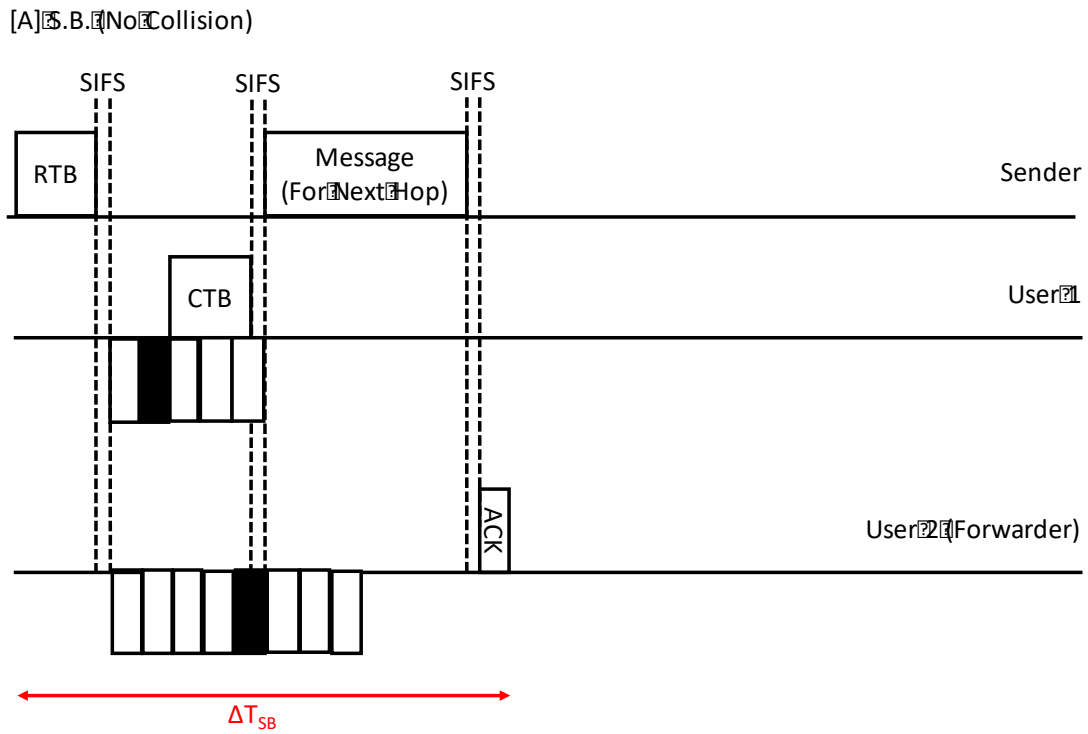 [A] S.B. (No Collision)
SIFS
SIFS
SIFS
RTB
Message
(For Next Hop)
Sender
CTB
User 1
ACK
User 2 (Forwarder)
ΔT_SB